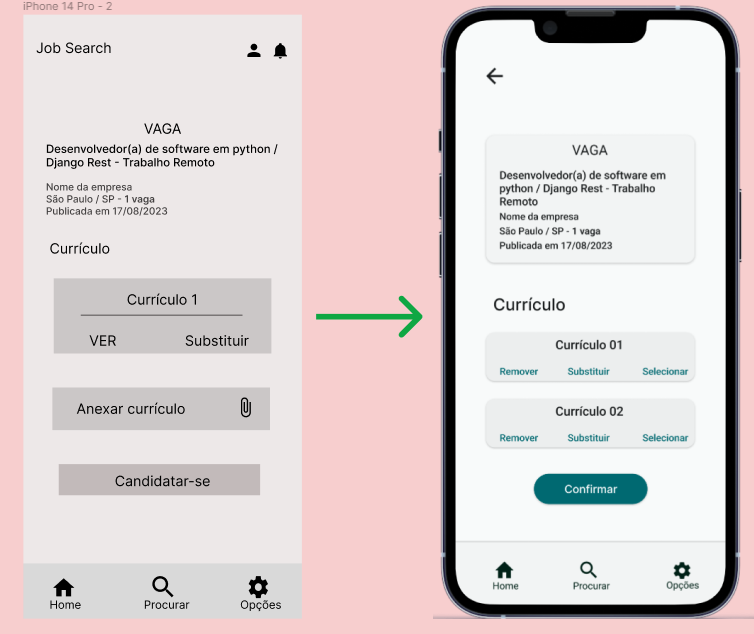 iPhone 14 Pro - 2
Job Search
VAGA
Desenvolvedor(a) de software em python /
Django Rest - Trabalho Remoto
Nome da empresa
São Paulo / SP - 1 vaga
Publicada em 17/08/2023
Currículo
Currículo 1
VER Substituir
Anexar currículo
Candidatar-se
Home Procurar Opções
VAGA
Desenvolvedor(a) de softwate em
python / Django Rest - Trabalho
Remoto
Nome da empresa
São Paulo / SP - 1 vaga
Publicada em 17/08/2023
Currículo
Currículo 01
Remover Substituir Selecionar
Currículo 02
Remover Substituir Selecionar
Confirmar
Home Procurar Opções